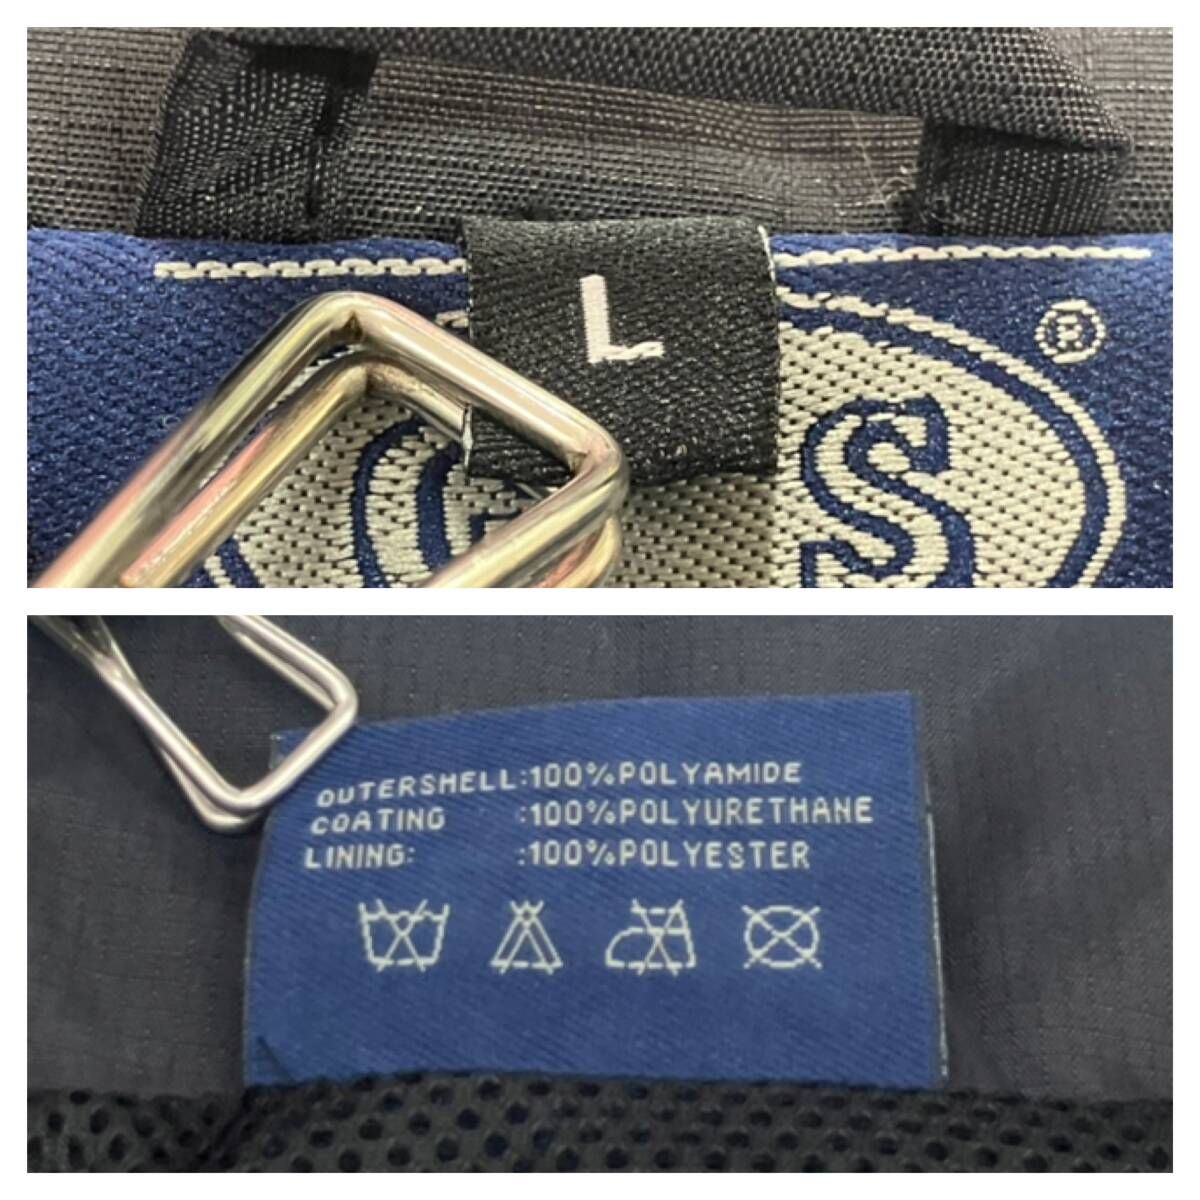 L
®
S
OUTERSHELL:100%POLYAMIDE
COATING :100%POLYURETHANE
LINING: :100%POLYESTER